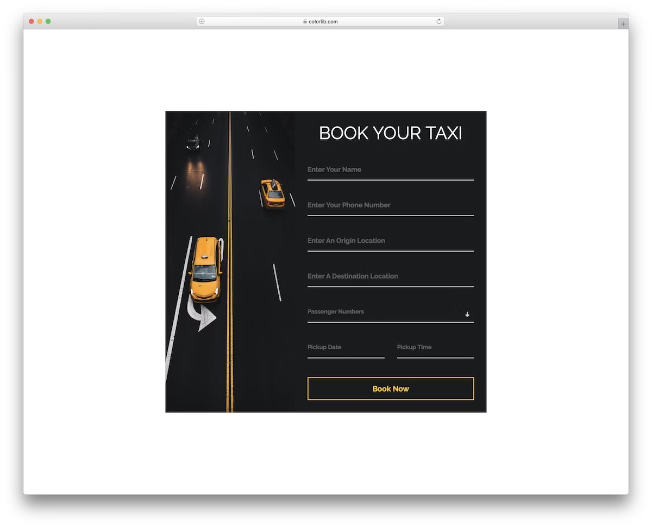 colorlib.com
BOOK YOUR TAXI
Enter Your Name
Enter Your Phone Number
Enter An Origin Location
Enter A Destination Location
Passenger Numbers
Pickup Date
Pickup Time
Book Now